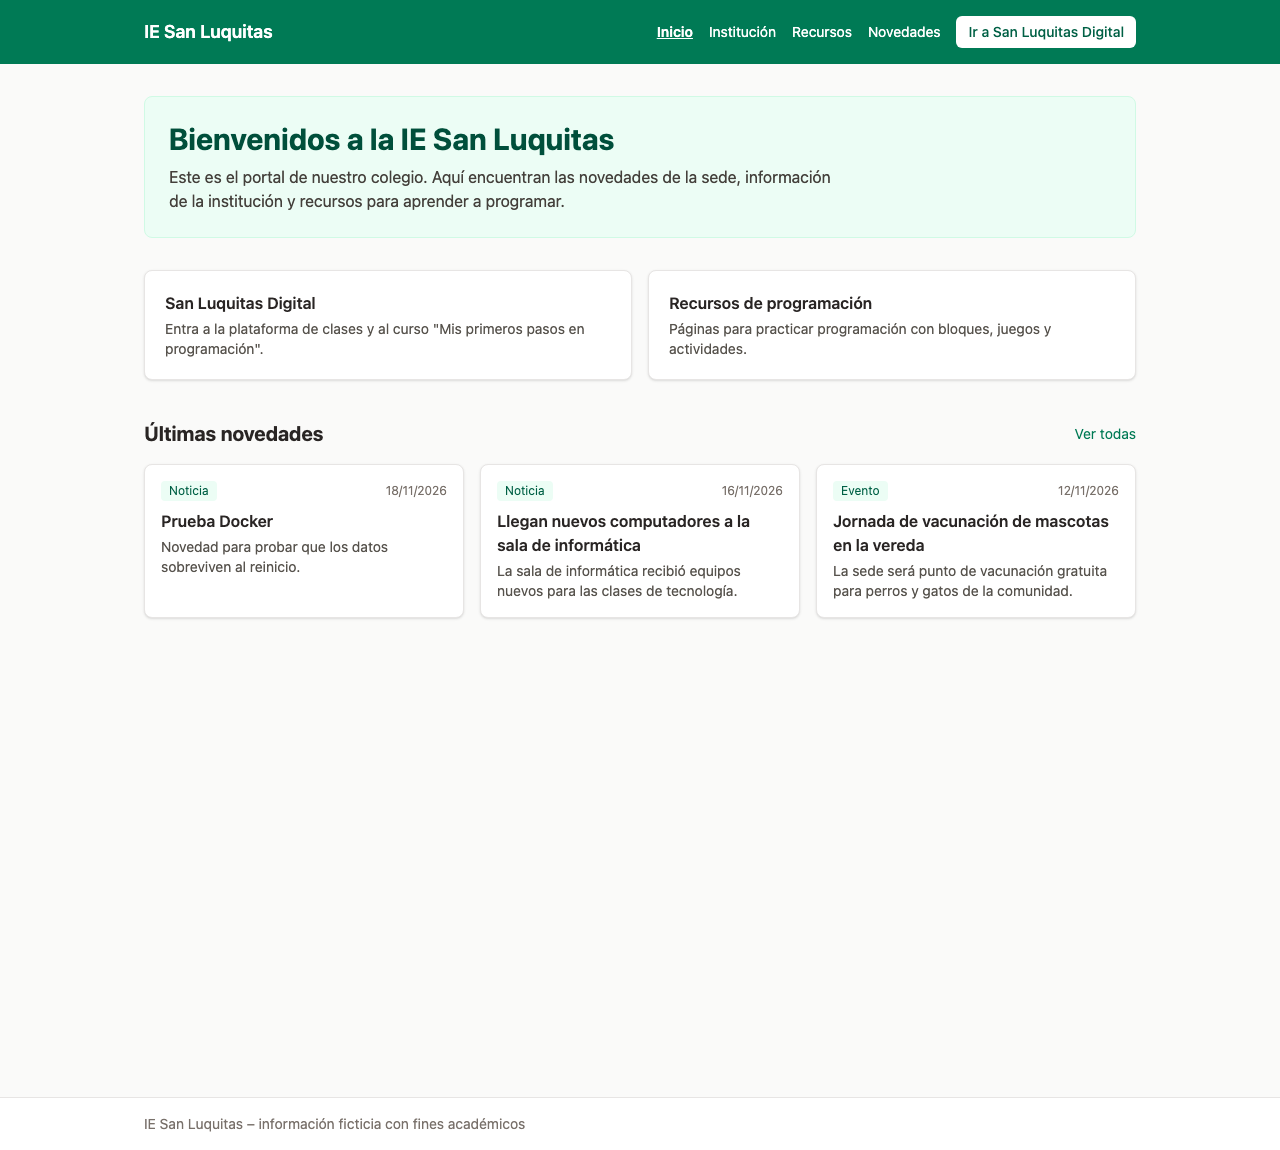 IE San Luquitas
Inicio Institución Recursos Novedades Ir a San Luquitas Digital
Bienvenidos a la IE San Luquitas
Este es el portal de nuestro colegio. Aquí encuentran las novedades de la sede, información
de la institución y recursos para aprender a programar.
San Luquitas Digital
Entra a la plataforma de clases y al curso "Mis primeros pasos en
programación".
Recursos de programación
Páginas para practicar programación con bloques, juegos y
actividades.
Últimas novedades
Ver todas
Noticia 18/11/2026
Prueba Docker
Novedad para probar que los datos
sobreviven al reinicio.
Noticia 16/11/2026
Llegan nuevos computadores a la
sala de informática
La sala de informática recibió equipos
nuevos para las clases de tecnología.
Evento 12/11/2026
Jornada de vacunación de mascotas
en la vereda
La sede será punto de vacunación gratuita
para perros y gatos de la comunidad.
IE San Luquitas – información ficticia con fines académicos